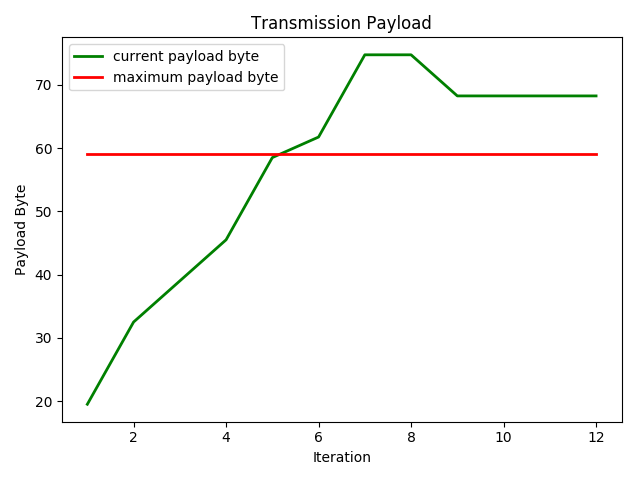 Transmission Payload
current payload byte
maximum payload byte
70
60
50
40
30
20
Payload Byte
2 4 6 8 10 12
Iteration